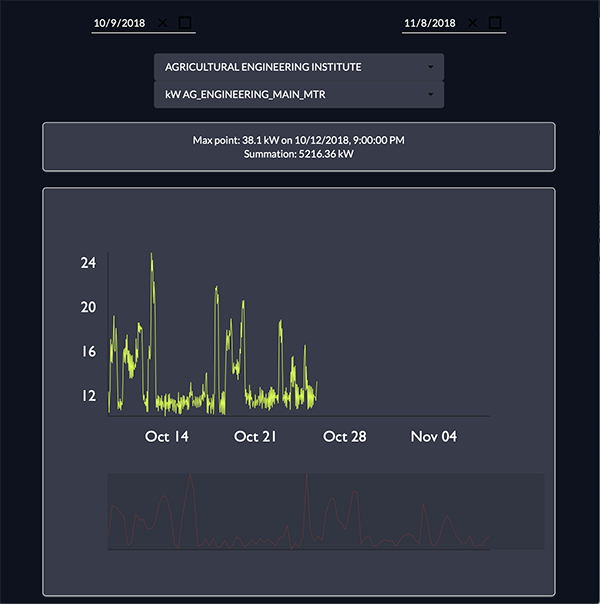 10/9/2018
11/8/2018
AGRICULTURAL ENGINEERING INSTITUTE
kW AG_ENGINEERING_MAIN_MTR
Max point: 38.1 kW on 10/12/2018, 9:00:00 PM
Summation: 5216.36 kW
24
20
16
12
Oct 14
Oct 21
Oct 28
Nov 04